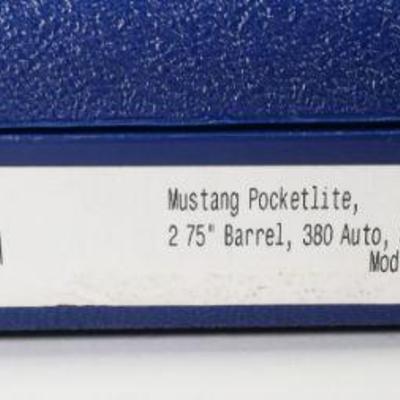 Mustang Pocketlite,
2 75" Barrel, 380 Auto,
Mod